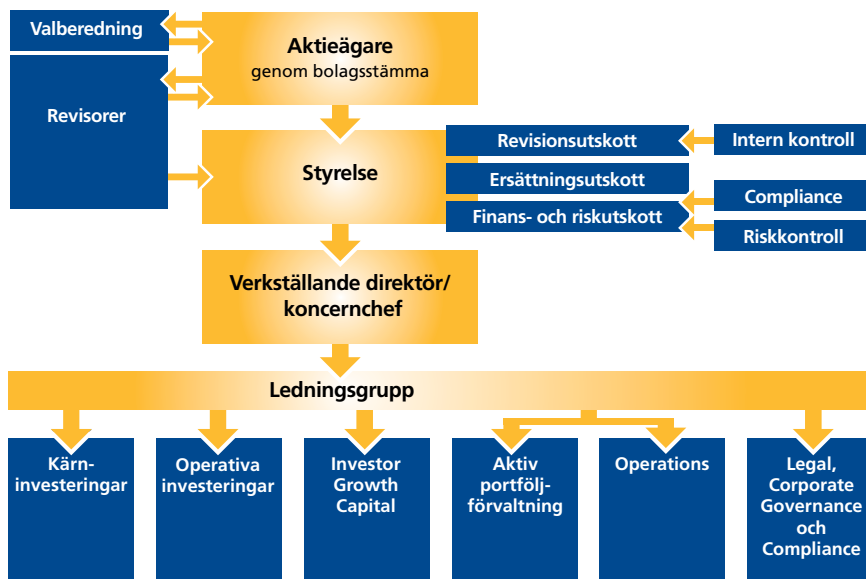 Valberedning
Aktieägare
genom bolagsstämma
Revisorer
Styrelse
Revisionsutskott
Intern kontroll
Ersättningsutskott
Finans- och riskutskott
Compliance
Riskkontroll
Verkställande direktör/
koncernchef
Ledningsgrupp
Kärn-
investeringar
Operativa
investeringar
Investor
Growth
Capital
Aktiv
portfölj-
förvaltning
Operations
Legal,
Corporate
Governance
och
Compliance